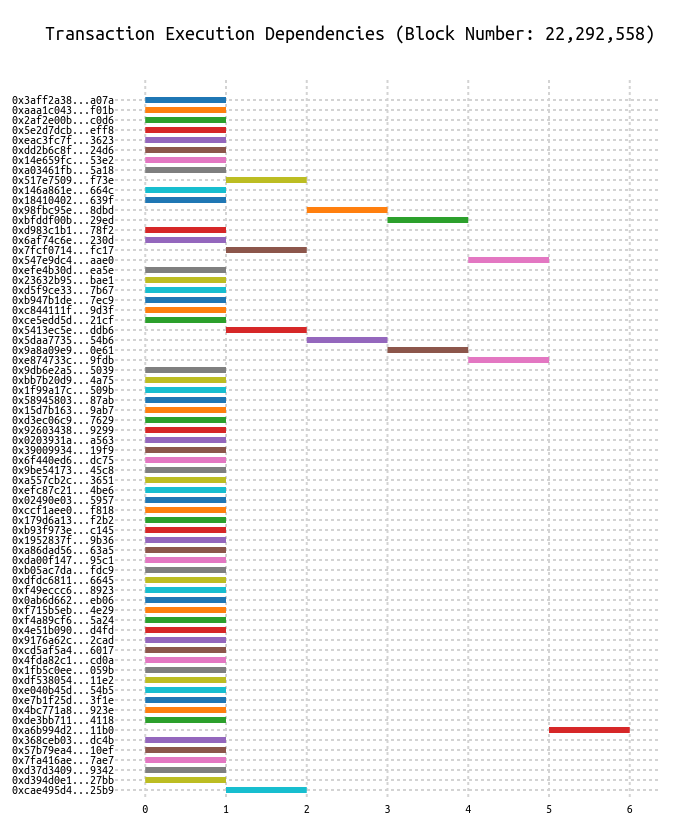 Transaction Execution Dependencies (Block Number: 22,292,558)
0x3aff2a38...a07a
0xaaa1c043...f01b
0x2af2e00b...c0d6
0x5e2d7dcb...eff8
0xeac3fc7f...3623
0xdd2b6c8f...24d6
0x14e659fc...53e2
0xa03461fb...5a18
0x517e7509...f73e
0x146a861e...664c
0x18410402...639f
0x98fbc95e...8dbd
0xbfddf00b...29ed
0xd983c1b1...78f2
0x6af74c6e...230d
0x7fcf0714...fc17
0x547e9dc4...aae0
0xefe4b30d...ea5e
0x23632b95...bae1
0xd5f9ce33...7b67
0xb947b1de...7ec9
0xc844111f...9d3f
0xce5edd5d...21cf
0x5413ec5e...ddb6
0x5daa7735...54b6
0x9a8a09e9...0e61
0xe874733c...9fdb
0x9db6e2a5...5039
0xbb7b20d9...4a75
0x1f99a17c...509b
0x58945803...87ab
0x15d7b163...9ab7
0xd3ec06c9...7629
0x92603438...9299
0x0203931a...a563
0x39009934...19f9
0x6f440ed6...dc75
0x9be54173...45c8
0xa557cb2c...3651
0xefc87c21...4be6
0x02490e03...5957
0xccf1aee0...f818
0x179d6a13...f2b2
0xb93f973e...c145
0x1952837f...9b36
0xa86dad56...63a5
0xda00f147...95c1
0xb05ac7da...fdc9
0xdfdc6811...6645
0xf49eccc6...8923
0x0ab6d662...eb06
0xf715b5eb...4e29
0xf4a89cf6...5a24
0x4e51b090...d4fd
0x9176a62c...2cad
0xcd5af5a4...6017
0x4fda82c1...cd0a
0x1fb5c0ee...059b
0xdf538054...11e2
0xe040b45d...54b5
0xe7b1f25d...3f1e
0x4bc771a8...923e
0xde3bb711...4118
0xa6b994d2...11b0
0x368ceb03...dc4b
0x57b79ea4...10ef
0x7fa416ae...7ae7
0xd37d3409...9342
0xd394d0e1...27bb
0xcae495d4...25b9
0 1 2 3 4 5 6